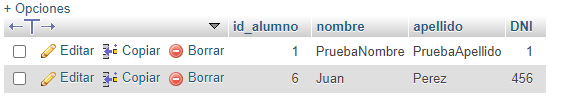 + Opciones
id_alumno nombre apellido DNI
Editar Copiar Borrar 1 PruebaNombre PruebaApellido 1
Editar Copiar Borrar 6 Juan Perez 456